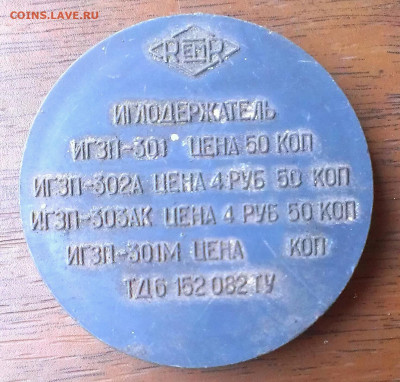 COINS.LAVE.RU
REMR
ИГЛОДЕРЖАТЕЛЬ
ИГЗП-301 ЦЕНА 50 КОП
ИГЗП-302А ЦЕНА 4 РУБ 50 КОП
ИГЗП-303АК ЦЕНА 4 РУБ 50 КОП
ИГЗП-301М ЦЕНА КОП
ТД6 152 082 ТУ